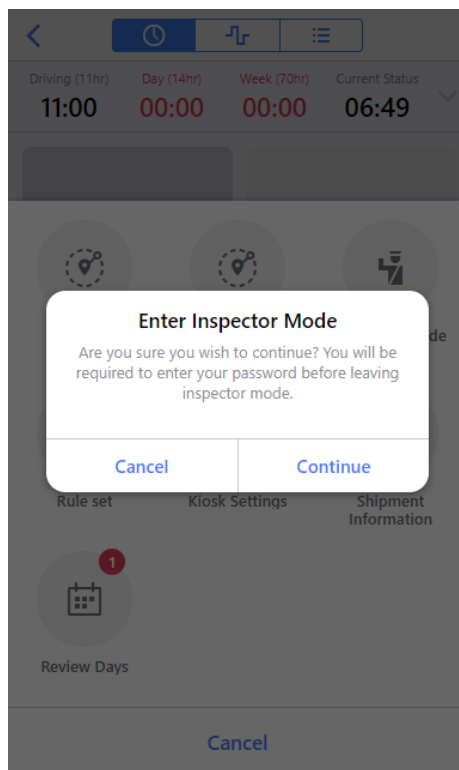 Driving (11hr) Day (14hr) Week (70hr) Current Status
11:00 00:00 00:00 06:49
Enter Inspector Mode
de
Are you sure you wish to continue? You will be
required to enter your password before leaving
inspector mode.
Cancel Continue
Rule set Kiosk Settings Shipment
Information
1
Review Days
Cancel